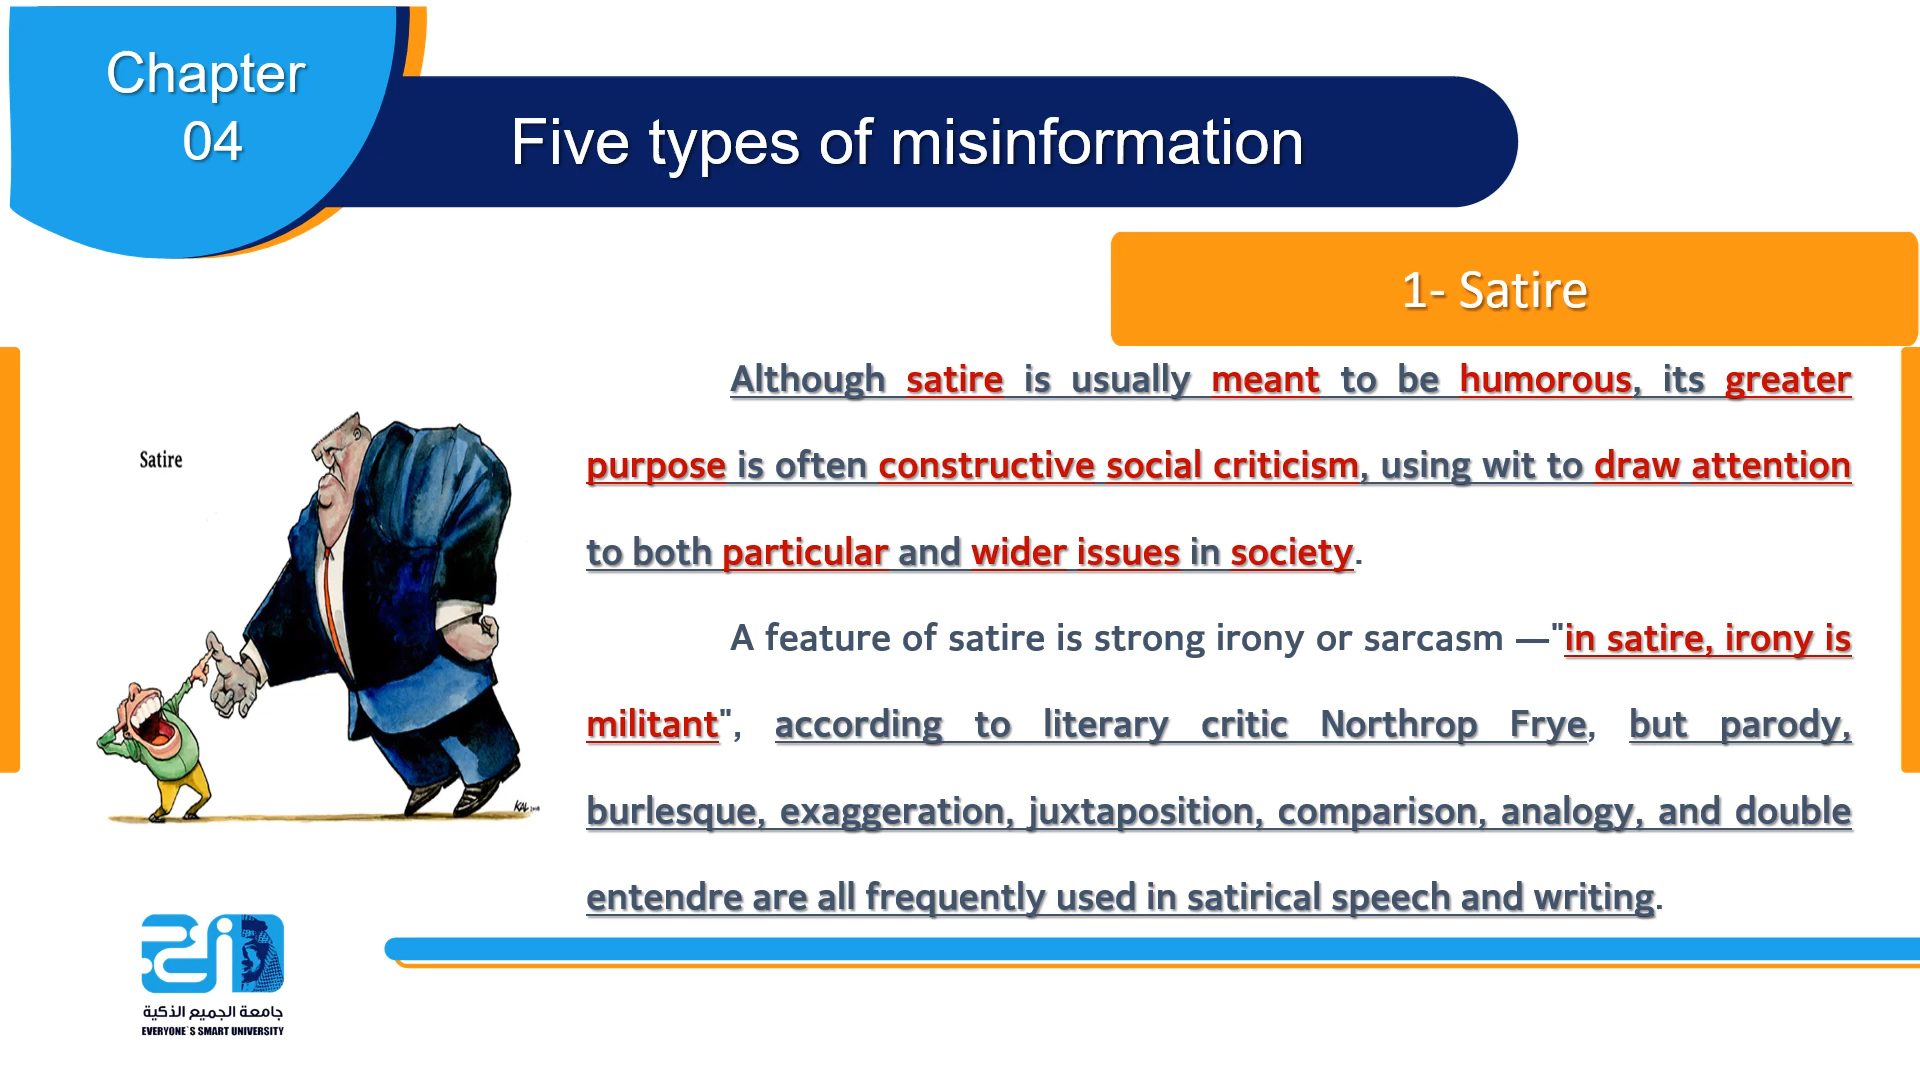 Chapter
04
Five types of misinformation
1- Satire
Although satire is usually meant to be humorous, its greater
purpose is often constructive social criticism, using wit to draw attention
to both particular and wider issues in society.
A feature of satire is strong irony or sarcasm —"in satire, irony is
militant", according to literary critic Northrop Frye, but parody,
burlesque, exaggeration, juxtaposition, comparison, analogy, and double
entendre are all frequently used in satirical speech and writing.
Satire
KAL
جامعة الجميع الذكية
EVERYONE`S SMART UNIVERSITY